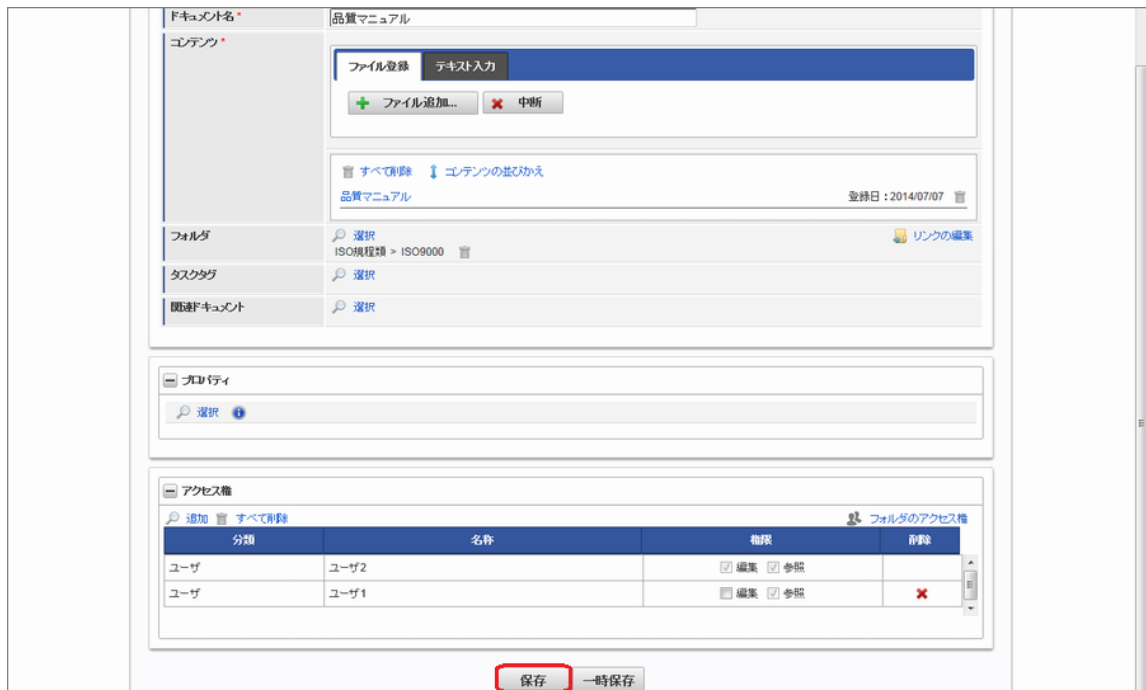 ドキュメント名*
品質マニュアル
コンテンツ*
ファイル登録 テキスト入力
ファイル追加... 中断
すべて削除 コンテンツの並びかえ
品質マニュアル 登録日：2014/07/07
フォルダ 選択 リンクの編集
ISO規程類 > ISO9000
タスクタグ 選択
関連ドキュメント 選択
プロパティ
選択
アクセス権
追加 すべて削除 フォルダのアクセス権
分類 名称 権限 削除
ユーザ ユーザ2 編集 参照
ユーザ ユーザ1 編集 参照
保存 一時保存